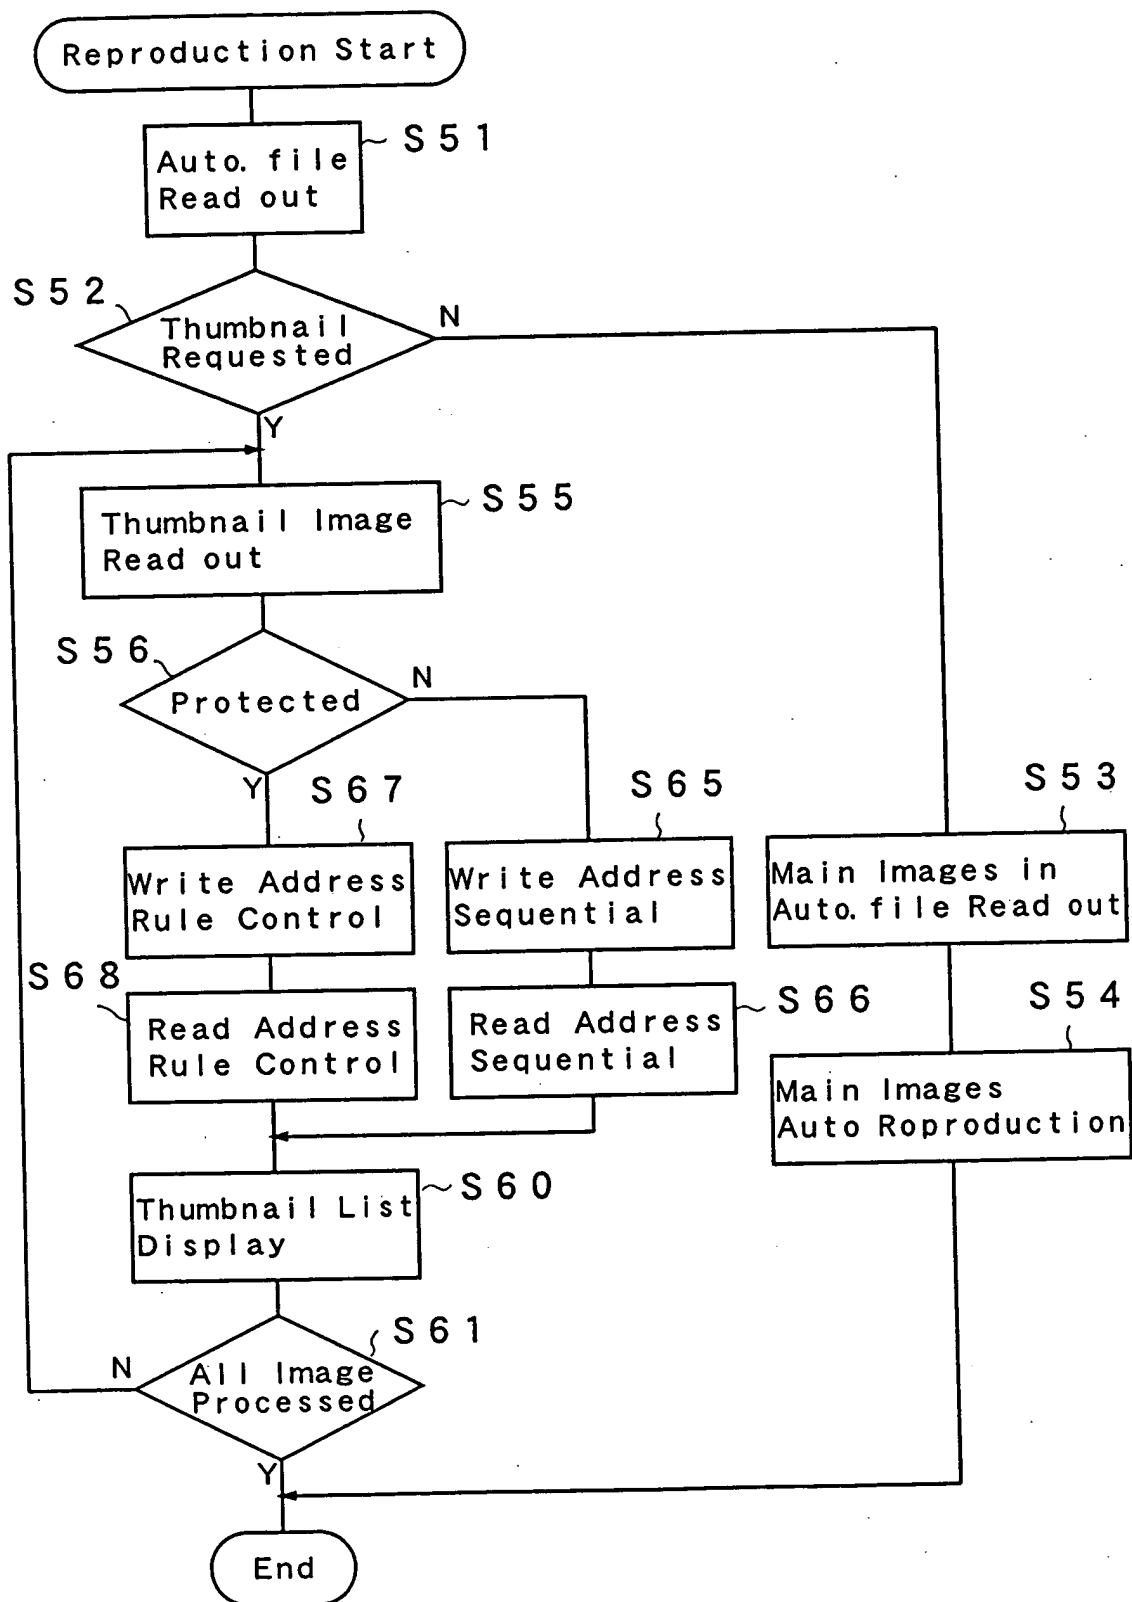 Reproduction Start
S51
Auto. file
Read out
S52
N
Thumbnail
Requested
Y
S55
Thumbnail Image
Read out
S56
N
Protected
Y
S67
S65
S53
Write Address
Rule Control
Write Address
Sequential
Main Images in
Auto. file Read out
S68
S66
S54
Read Address
Rule Control
Read Address
Sequential
Main Images
Auto Roproduction
S60
Thumbnail List
Display
S61
N
All Image
Processed
Y
End